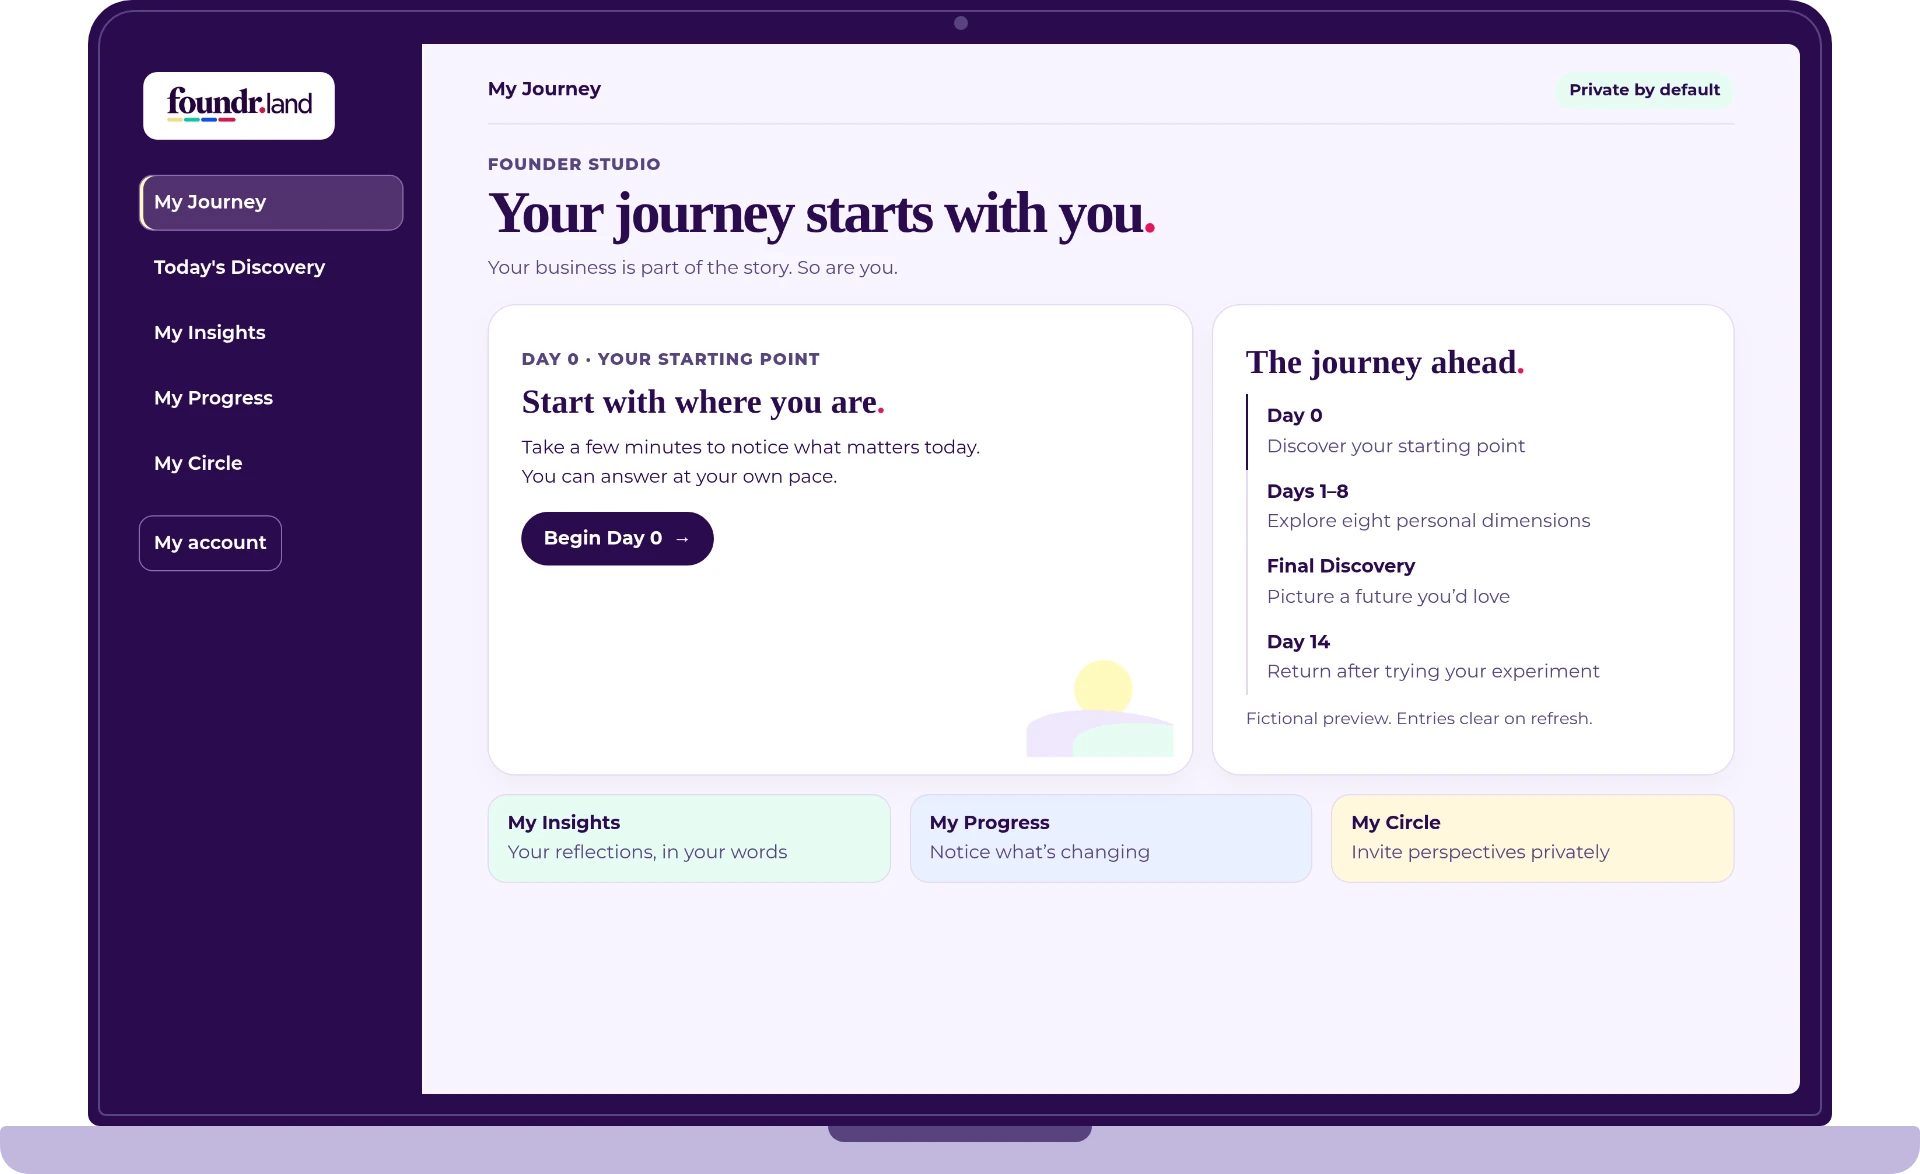 foundr.land
My Journey
Today's Discovery
My Insights
My Progress
My Circle
My account
My Journey
Private by default
FOUNDER STUDIO
Your journey starts with you.
Your business is part of the story. So are you.
DAY 0 · YOUR STARTING POINT
Start with where you are.
Take a few minutes to notice what matters today.
You can answer at your own pace.
Begin Day 0 →
The journey ahead.
Day 0
Discover your starting point
Days 1–8
Explore eight personal dimensions
Final Discovery
Picture a future you’d love
Day 14
Return after trying your experiment
Fictional preview. Entries clear on refresh.
My Insights
Your reflections, in your words
My Progress
Notice what’s changing
My Circle
Invite perspectives privately